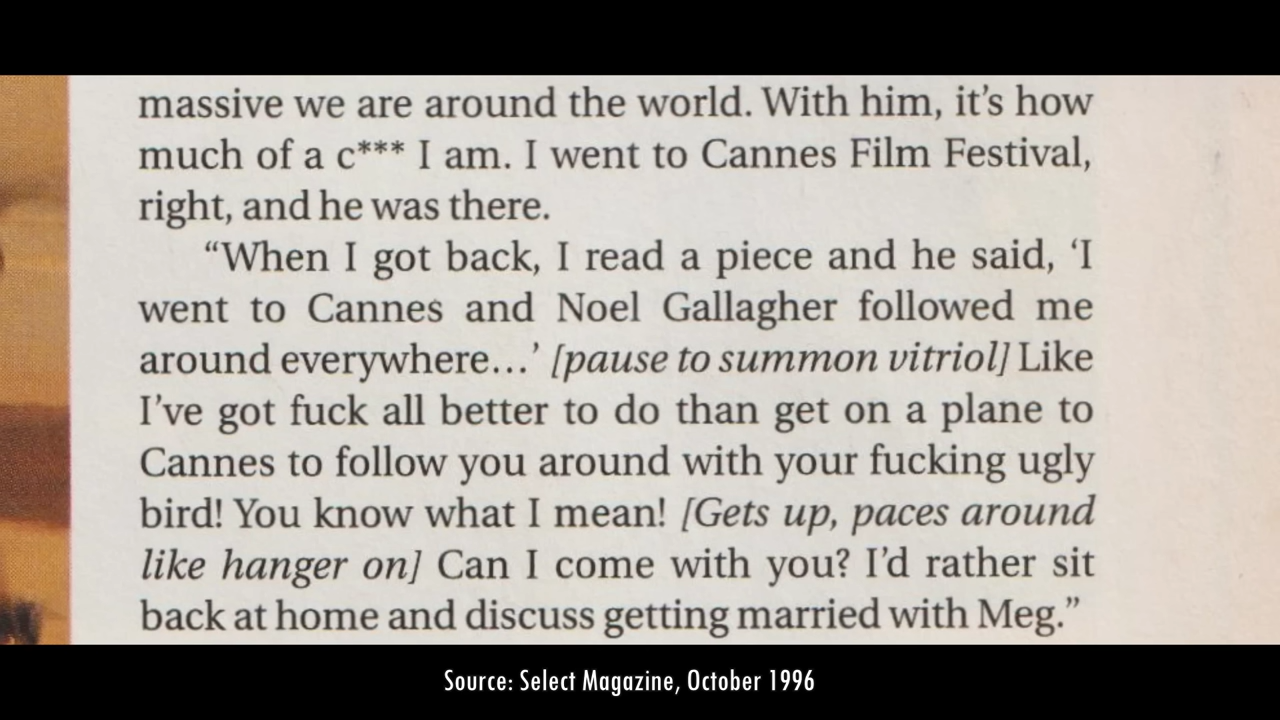 massive we are around the world. With him, it’s how
much of a c*** I am. I went to Cannes Film Festival,
right, and he was there.
“When I got back, I read a piece and he said, ‘I
went to Cannes and Noel Gallagher followed me
around everywhere…’ [pause to summon vitriol] Like
I’ve got fuck all better to do than get on a plane to
Cannes to follow you around with your fucking ugly
bird! You know what I mean! [Gets up, paces around
like hanger on] Can I come with you? I’d rather sit
back at home and discuss getting married with Meg.”
Source: Select Magazine, October 1996